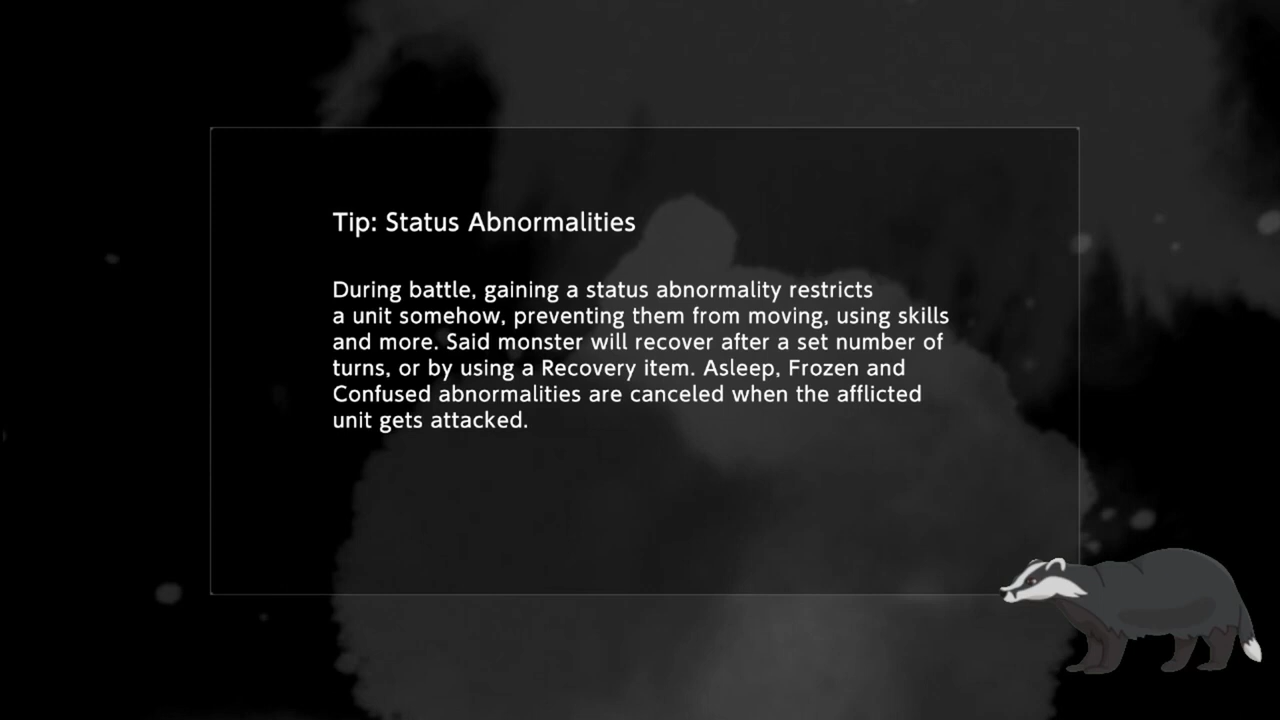 Tip: Status Abnormalities
During battle, gaining a status abnormality restricts
a unit somehow, preventing them from moving, using skills
and more. Said monster will recover after a set number of
turns, or by using a Recovery item. Asleep, Frozen and
Confused abnormalities are canceled when the afflicted
unit gets attacked.